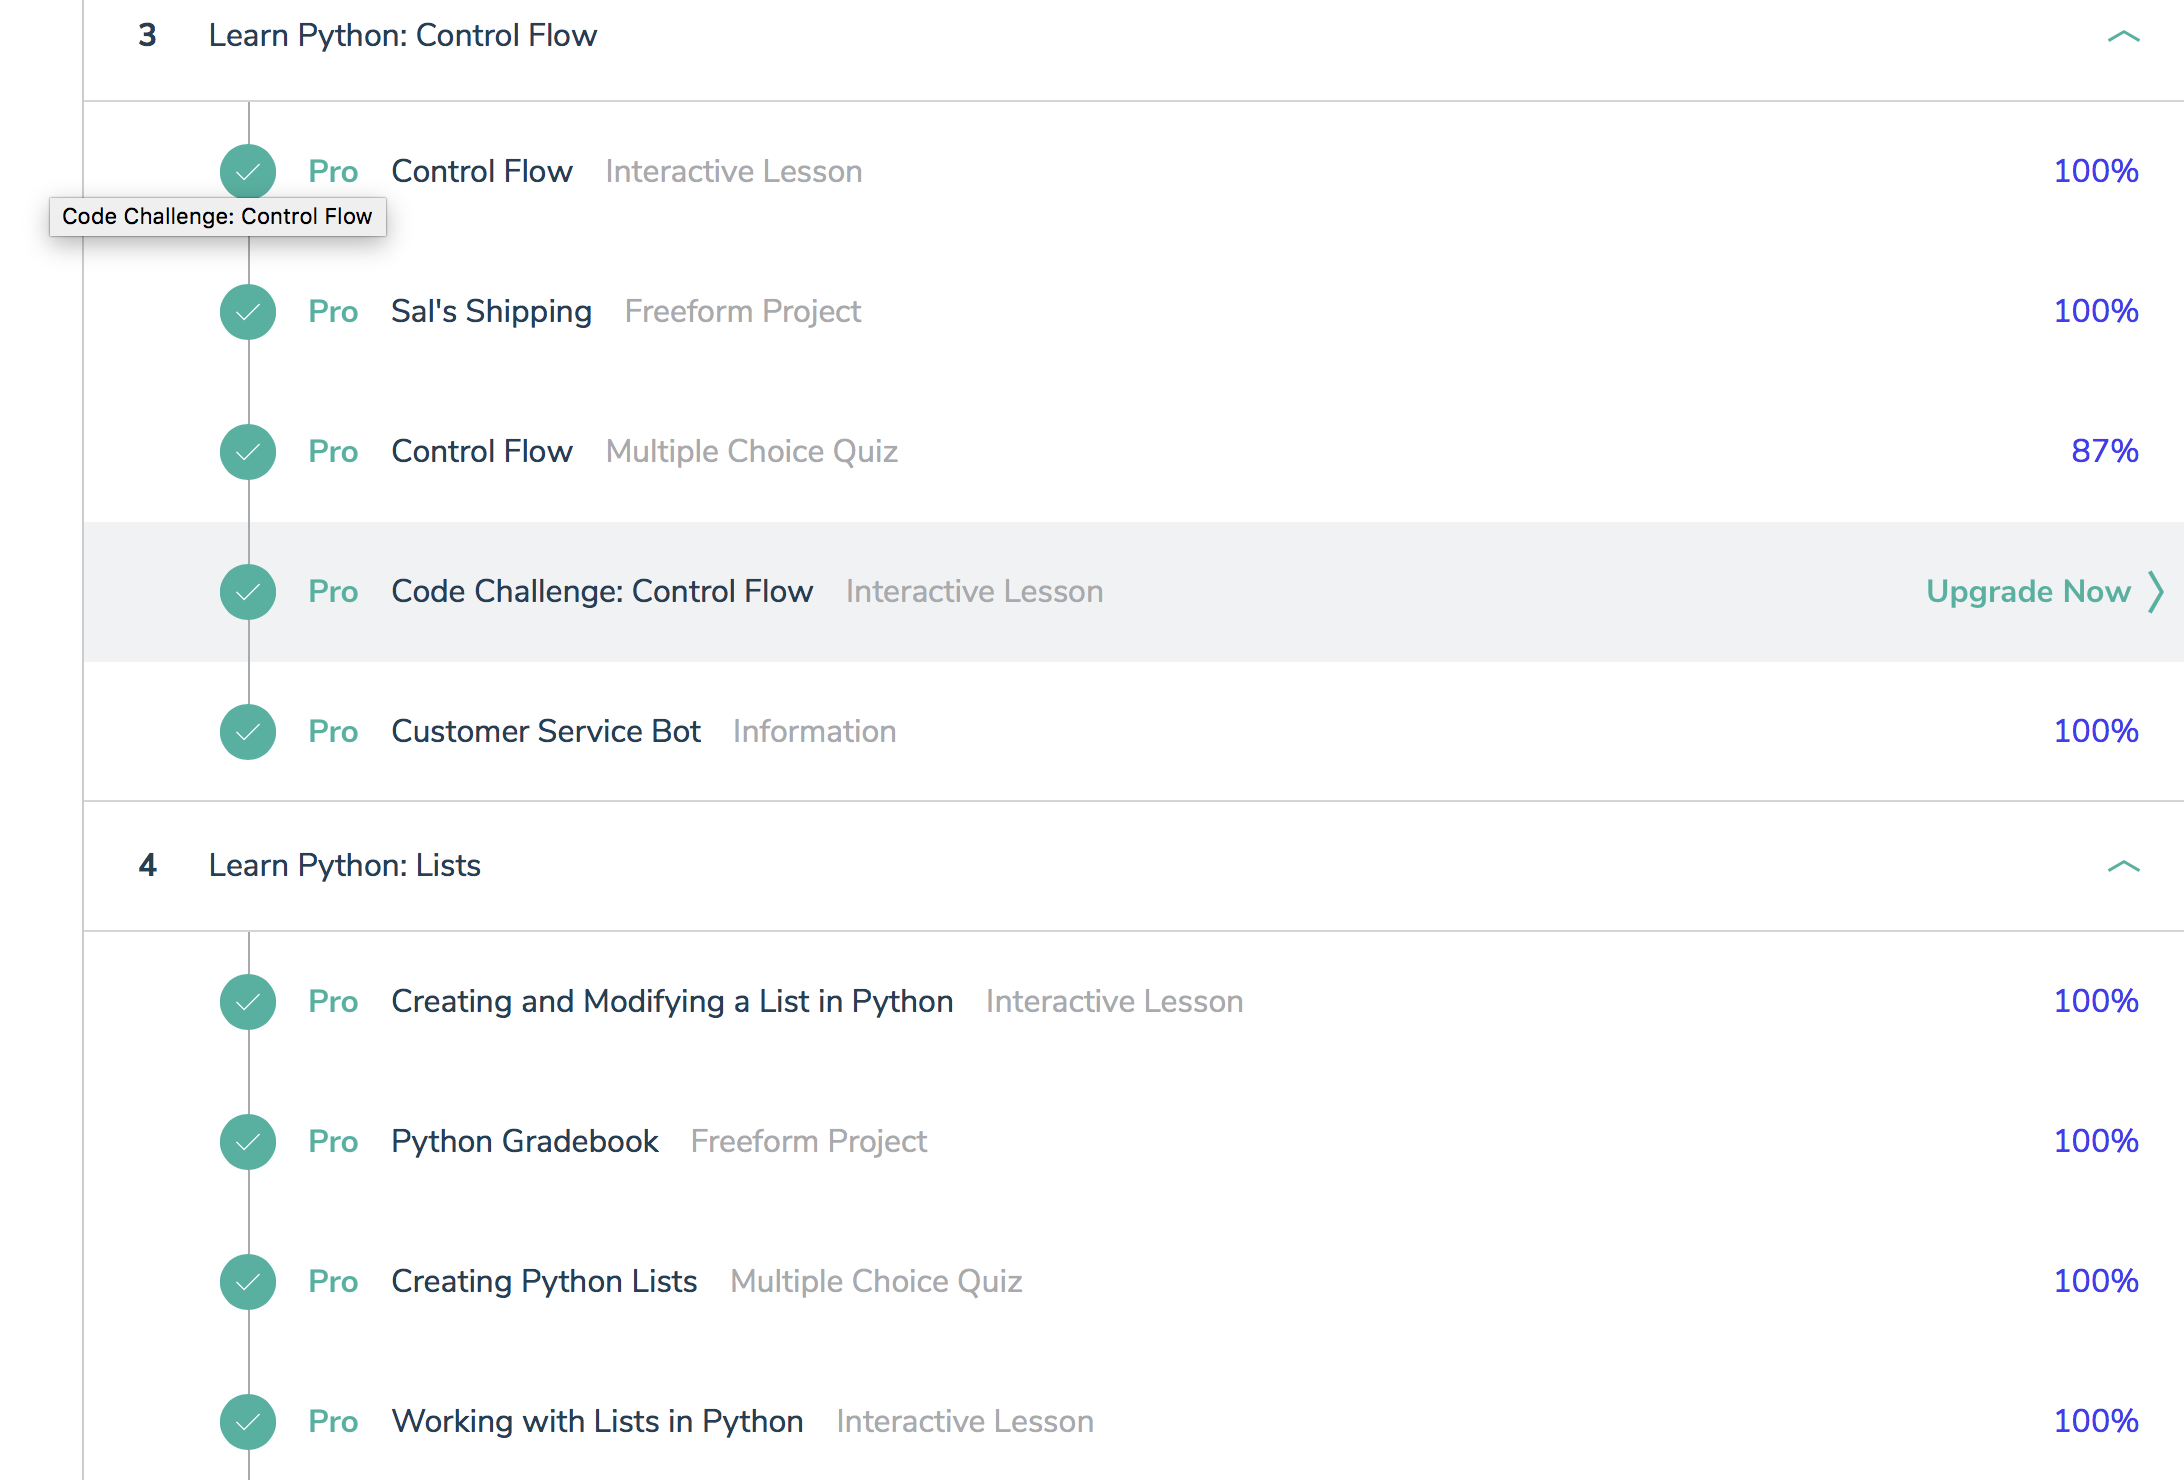 3 Learn Python: Control Flow
Pro Control Flow Interactive Lesson 100%
Code Challenge: Control Flow
Pro Sal's Shipping Freeform Project 100%
Pro Control Flow Multiple Choice Quiz 87%
Pro Code Challenge: Control Flow Interactive Lesson Upgrade Now
Pro Customer Service Bot Information 100%
4 Learn Python: Lists
Pro Creating and Modifying a List in Python Interactive Lesson 100%
Pro Python Gradebook Freeform Project 100%
Pro Creating Python Lists Multiple Choice Quiz 100%
Pro Working with Lists in Python Interactive Lesson 100%